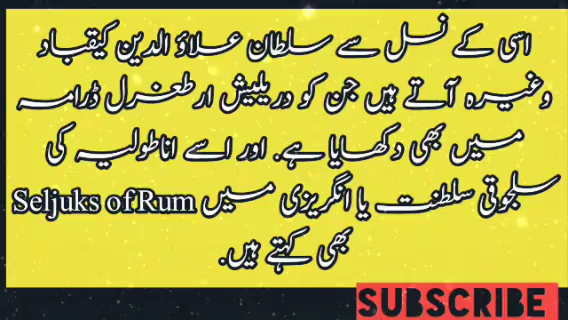 اسی کے نسل سے سلطان علاؤ الدین کیقباد
وغیرہ آتے ہیں جن کو دریلیش ارطغرل ڈرامہ
میں بھی دکھایا ہے. اور اسے اناطولیہ کی
سلجوقی سلطنت یا انگریزی میں Seljuks of Rum
بھی کہتے ہیں.
SUBSCRIBE